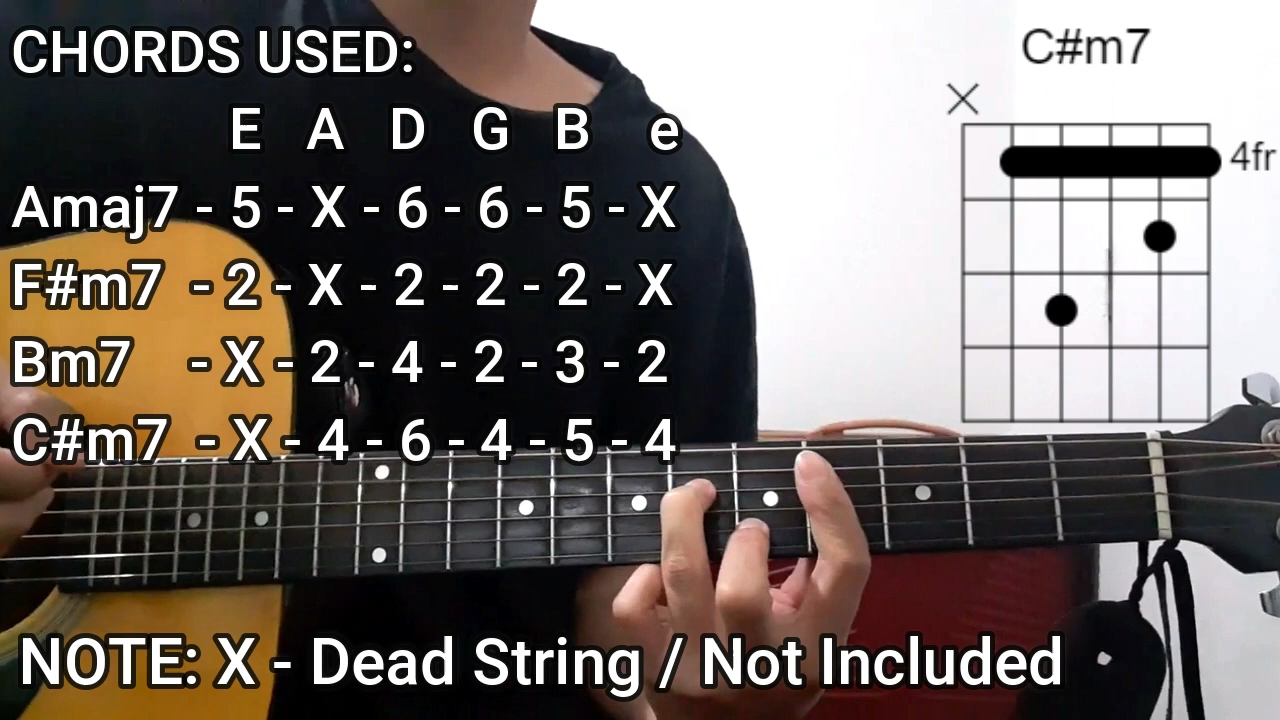 CHORDS USED:
E A D G B e
Amaj7 - 5 - X - 6 - 6 - 5 - X
F#m7 - 2 - X - 2 - 2 - 2 - X
Bm7 - X - 2 - 4 - 2 - 3 - 2
C#m7 - X - 4 - 6 - 4 - 5 - 4
C#m7
4fr
NOTE: X - Dead String / Not Included